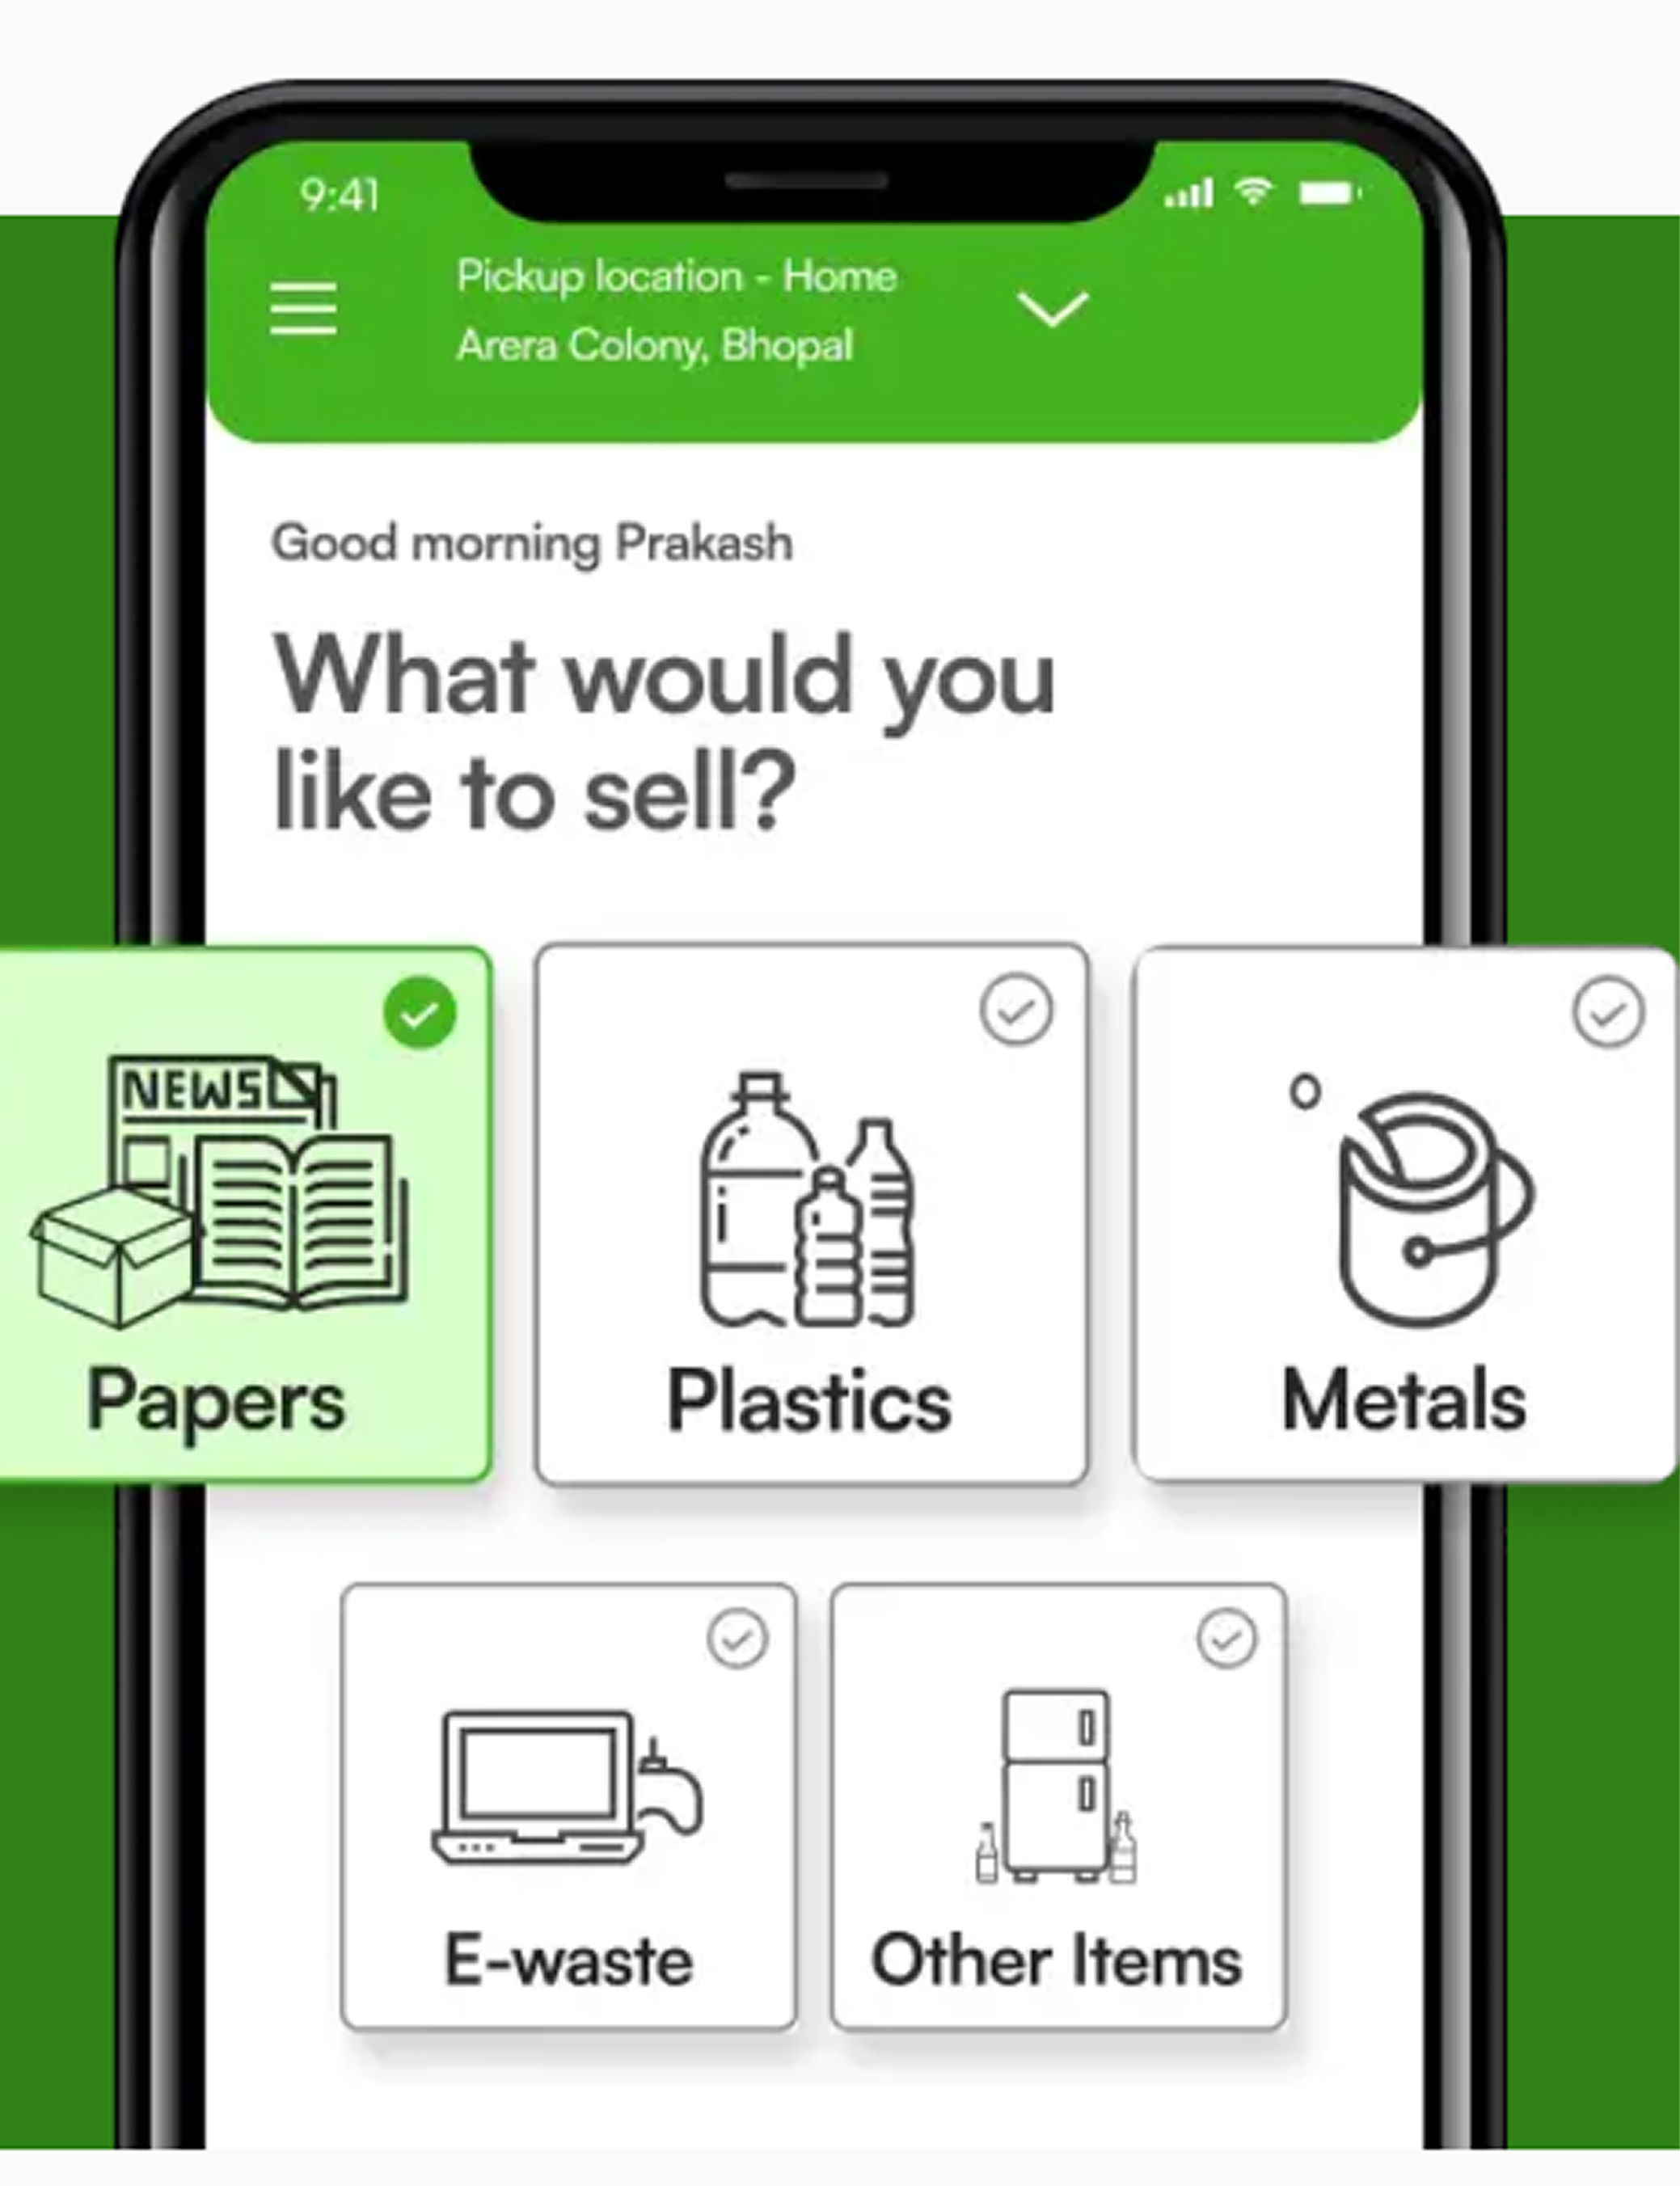 9:41
Pickup location - Home
Arera Colony, Bhopal
Good morning Prakash
What would you
like to sell?
NEWS
Papers
Plastics
Metals
E-waste
Other Items